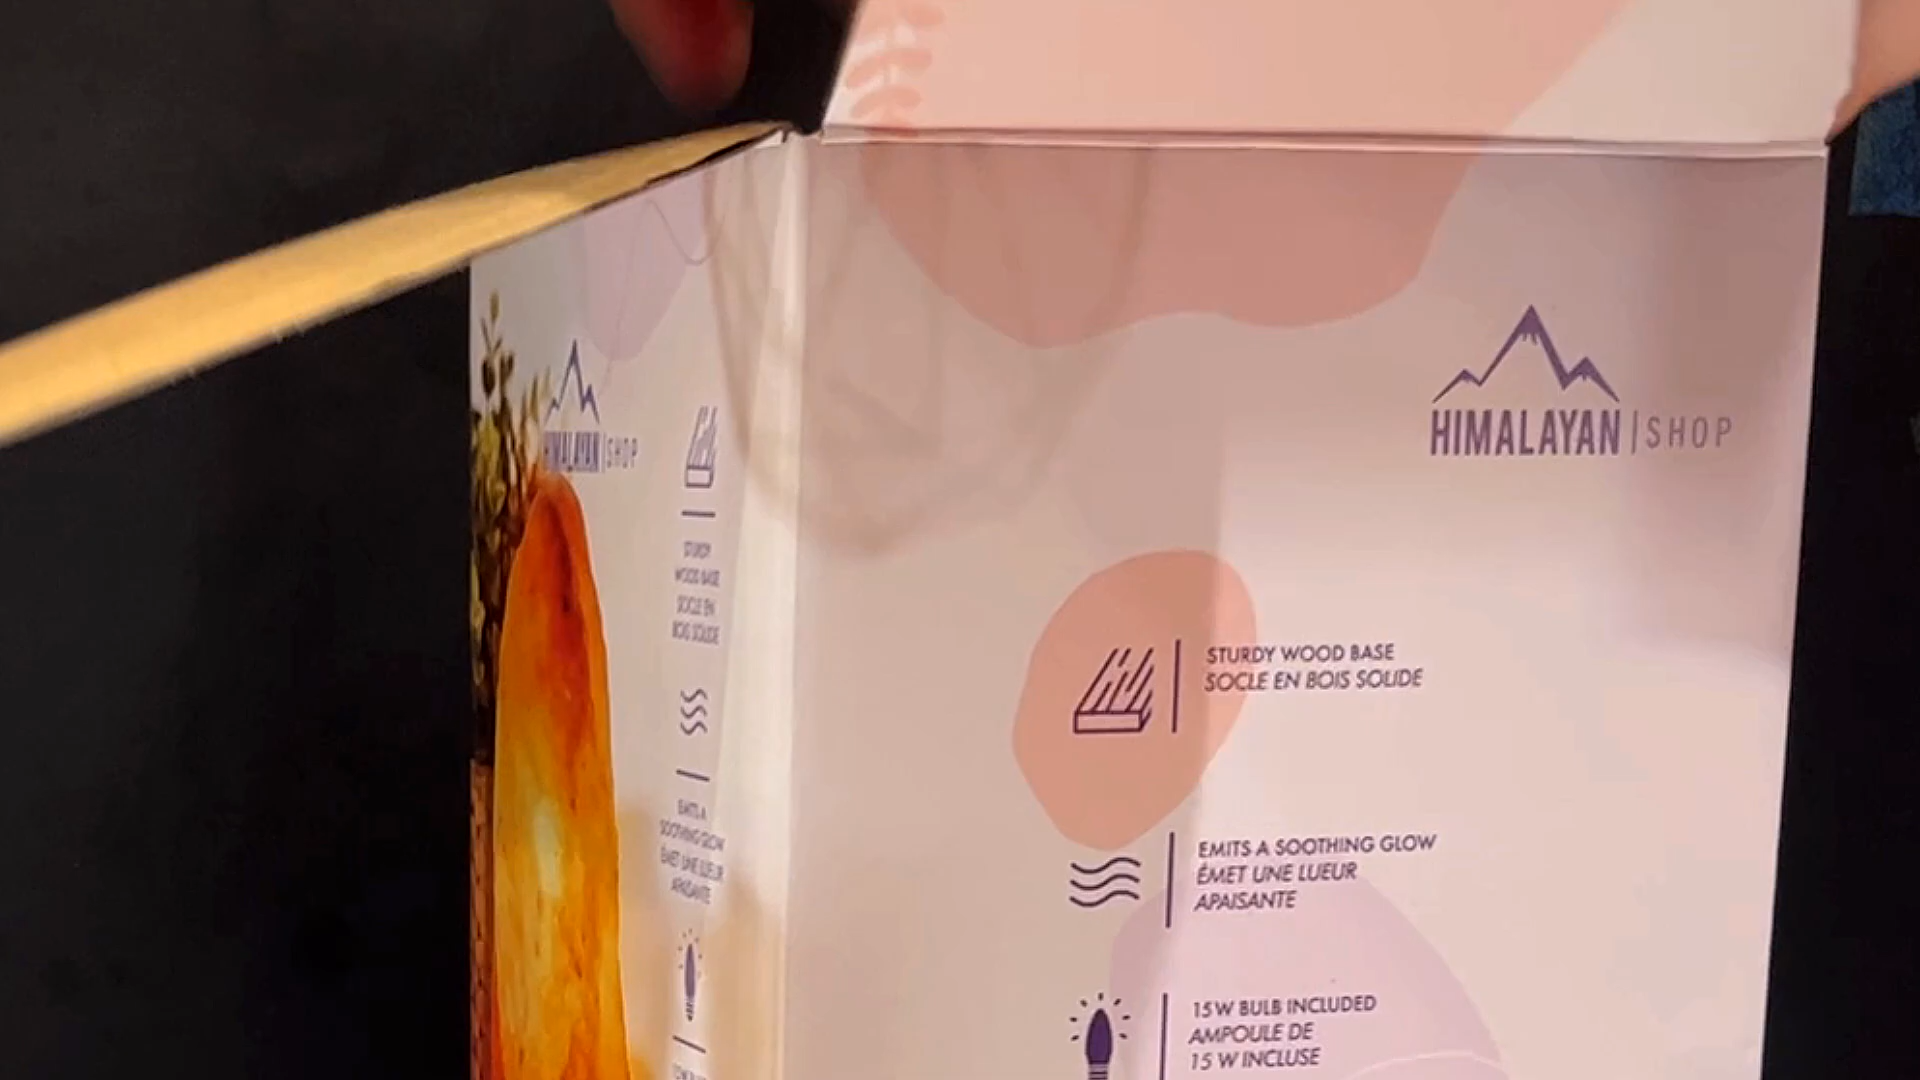 HIMALAYAN | SHOP
STURDY
WOOD BASE
SOCLE EN
BOIS SOLIDE
EMITS A
SOOTHING GLOW
ÉMET UNE LUEUR
APAISANTE
HIMALAYAN | SHOP
STURDY WOOD BASE
SOCLE EN BOIS SOLIDE
EMITS A SOOTHING GLOW
ÉMET UNE LUEUR
APAISANTE
15 W BULB INCLUDED
AMPOULE DE
15 W INCLUSE